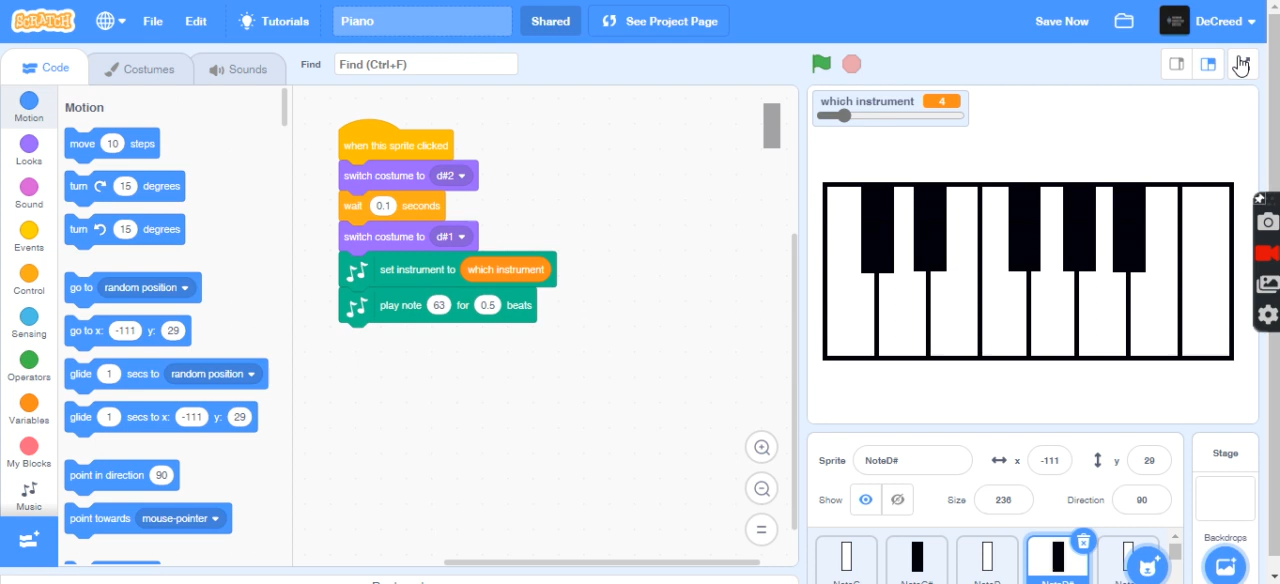 SCRATCH File Edit Tutorials Piano Shared See Project Page Save Now DeCreed
Code Costumes Sounds Find Find (Ctrl+F)
Motion
Looks
Sound
Events
Control
Sensing
Operators
Variables
My Blocks
Music
Motion
move 10 steps
turn 15 degrees
turn 15 degrees
go to random position
go to x: -111 y: 29
glide 1 secs to random position
glide 1 secs to x: -111 y: 29
point in direction 90
point towards mouse-pointer
when this sprite clicked
switch costume to d#2
wait 0.1 seconds
switch costume to d#1
set instrument to which instrument
play note 63 for 0.5 beats
which instrument 4
Sprite NoteD# x -111 y 29
Show Size 236 Direction 90
Stage
Backdrops